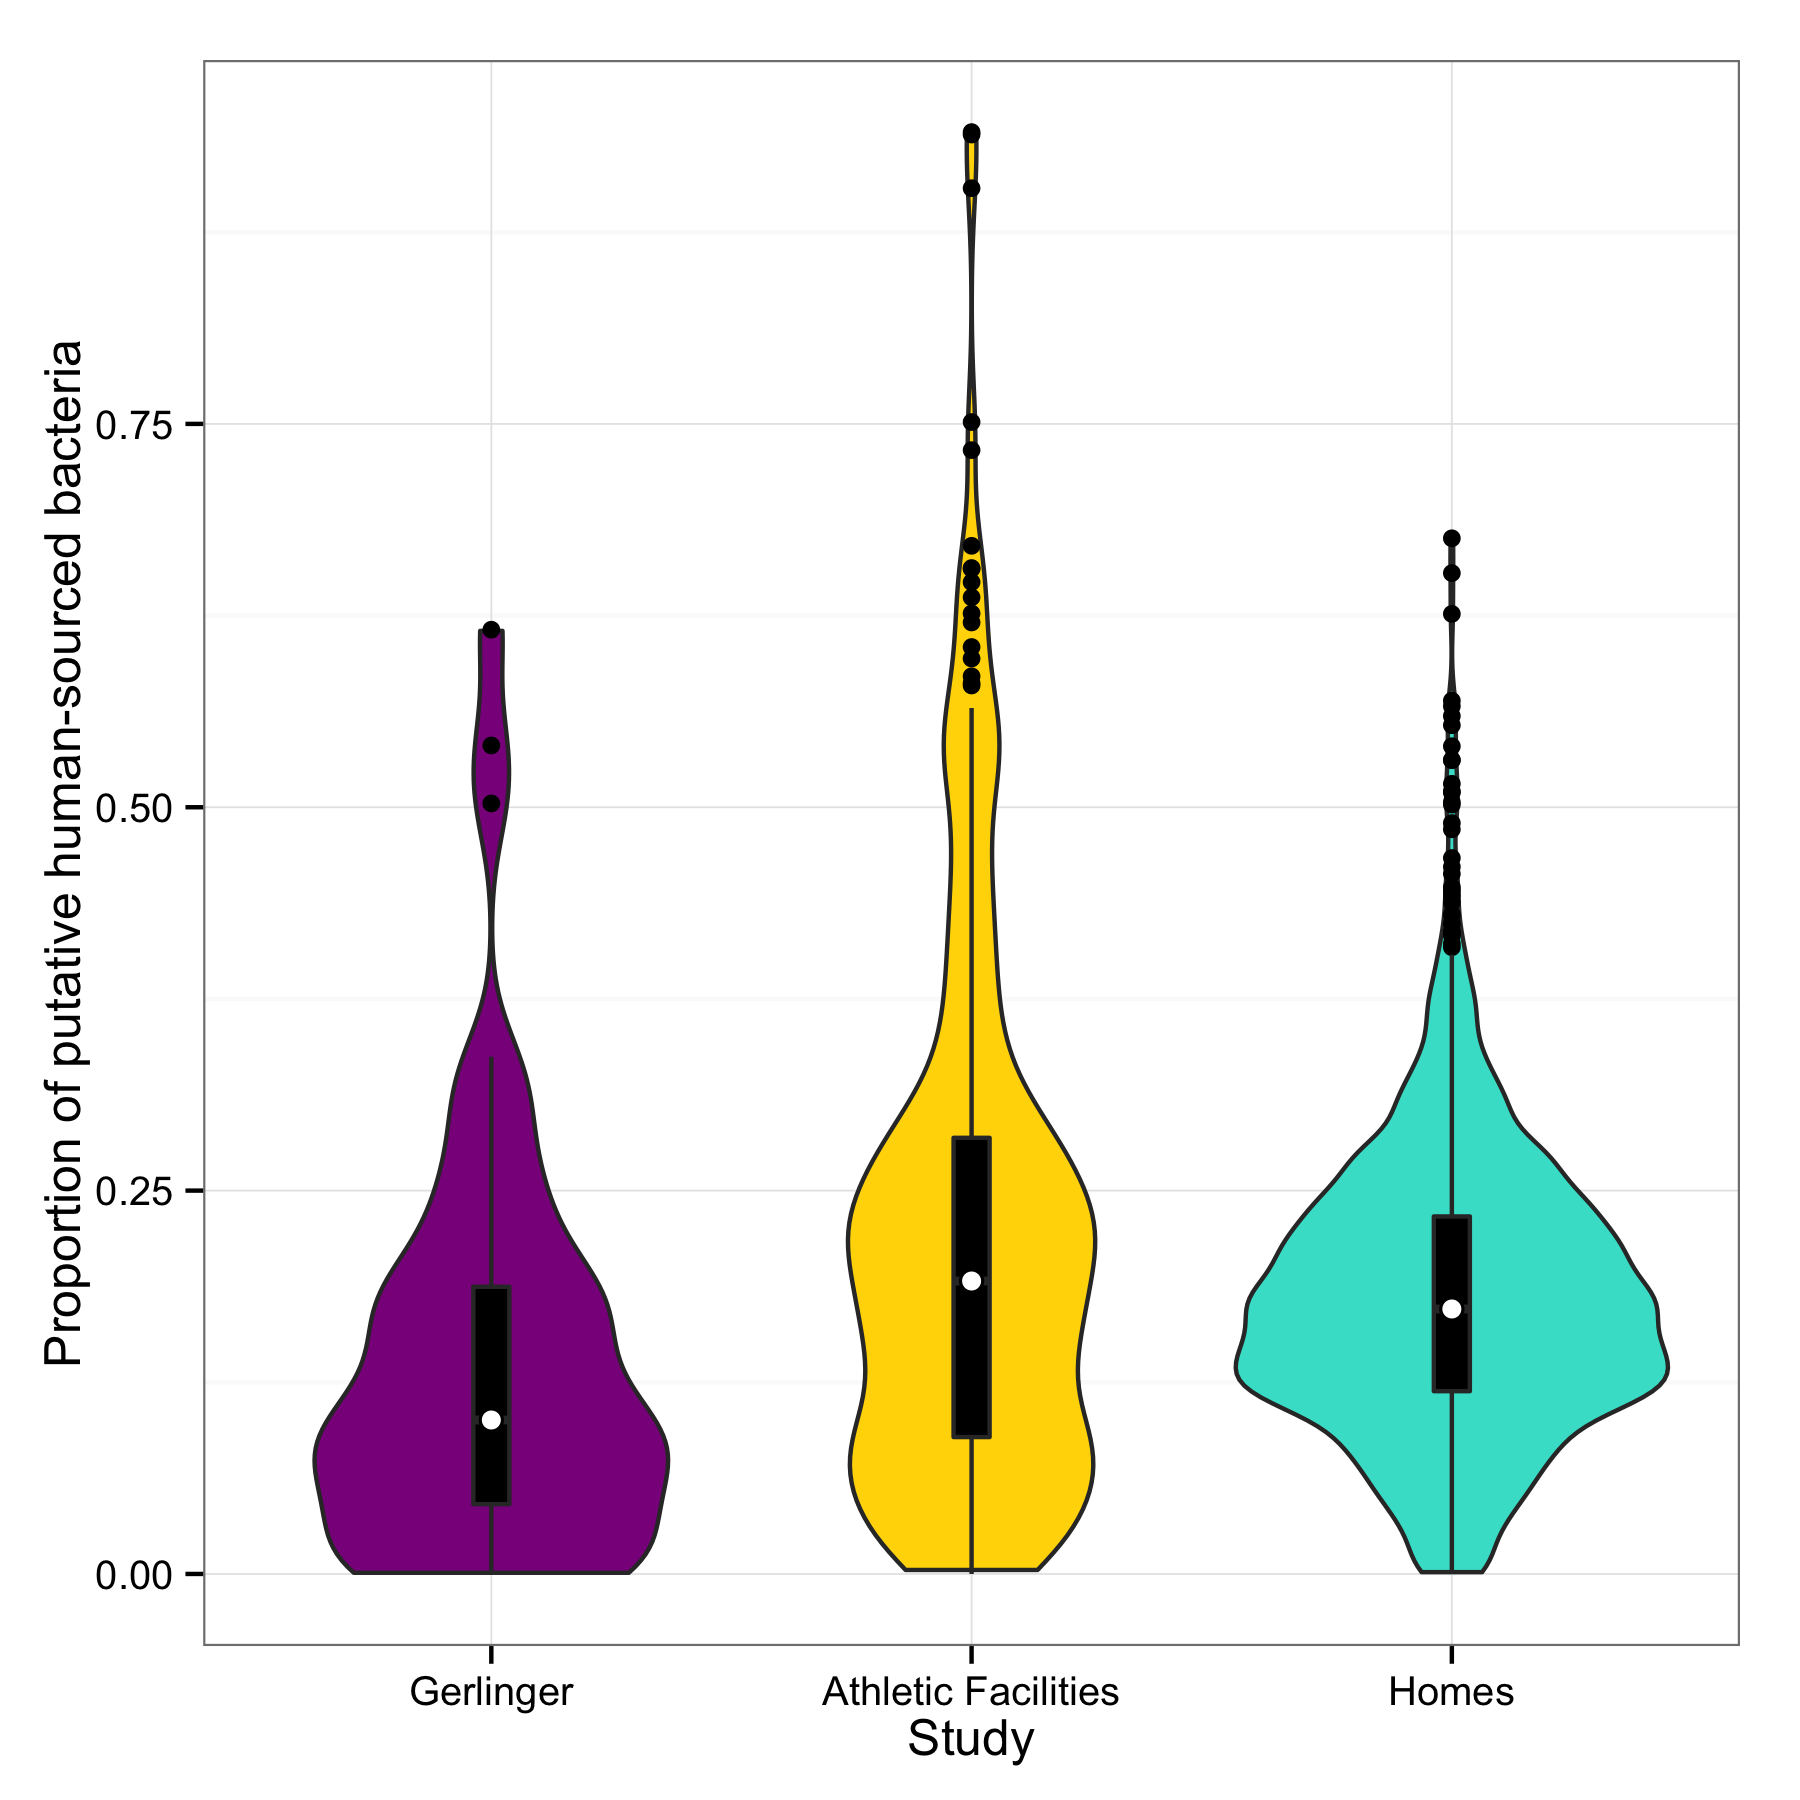 Proportion of putative human-sourced bacteria
0.75
0.50
0.25
0.00
Gerlinger
Athletic Facilities
Homes
Study